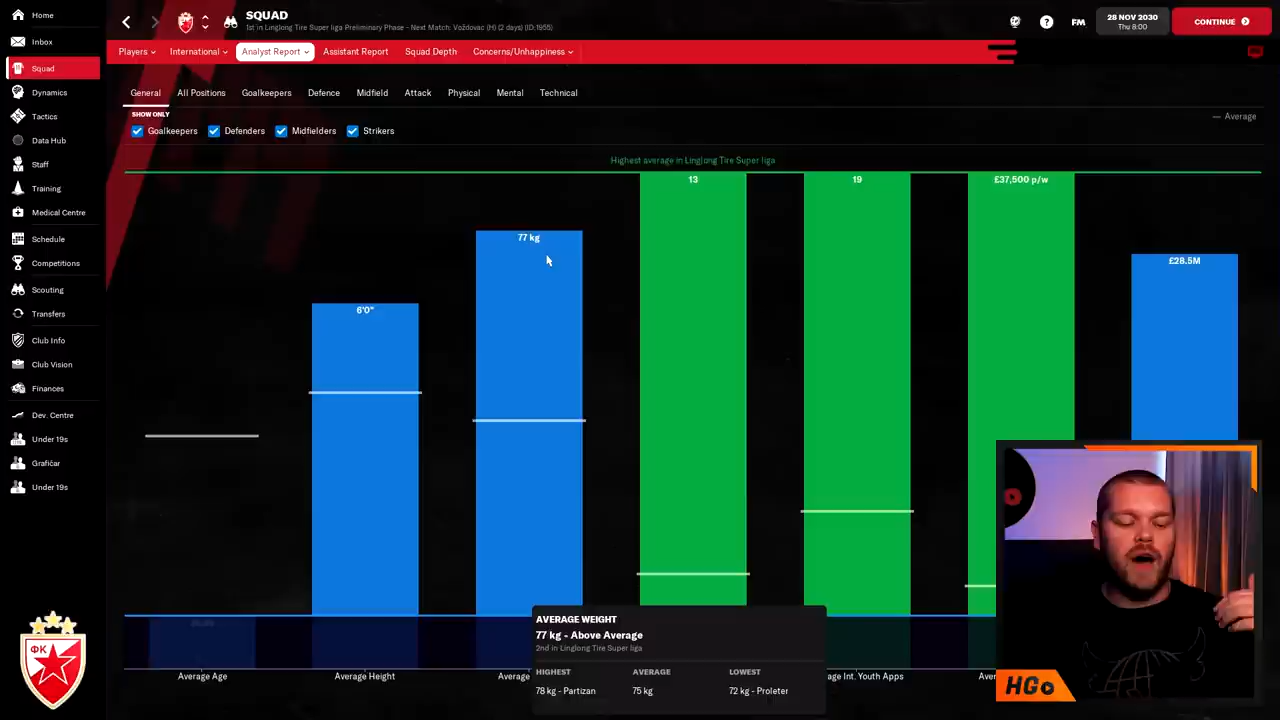 Home
Inbox
Squad
Dynamics
Tactics
Data Hub
Staff
Training
Medical Centre
Schedule
Competitions
Scouting
Transfers
Club Info
Club Vision
Finances
Dev. Centre
Under 19s
Grafičar
Under 19s
ФК
SQUAD
1st in Linglong Tire Super liga Preliminary Phase - Next Match: Voždovac (H) (2 days) (ID:1955)
FM
28 NOV 2030
Thu 8:00
CONTINUE
Players
International
Analyst Report
Assistant Report
Squad Depth
Concerns/Unhappiness
General
All Positions
Goalkeepers
Defence
Midfield
Attack
Physical
Mental
Technical
SHOW ONLY
Goalkeepers
Defenders
Midfielders
Strikers
Average
Highest average in Linglong Tire Super liga
6'0"
77 kg
13
19
£37,500 p/w
£28.5M
Average Age
Average Height
Average
ge Int. Youth Apps
Aver
AVERAGE WEIGHT
77 kg - Above Average
2nd in Linglong Tire Super liga
HIGHEST AVERAGE LOWEST
78 kg - Partizan 75 kg 72 kg - Proleter
HGo